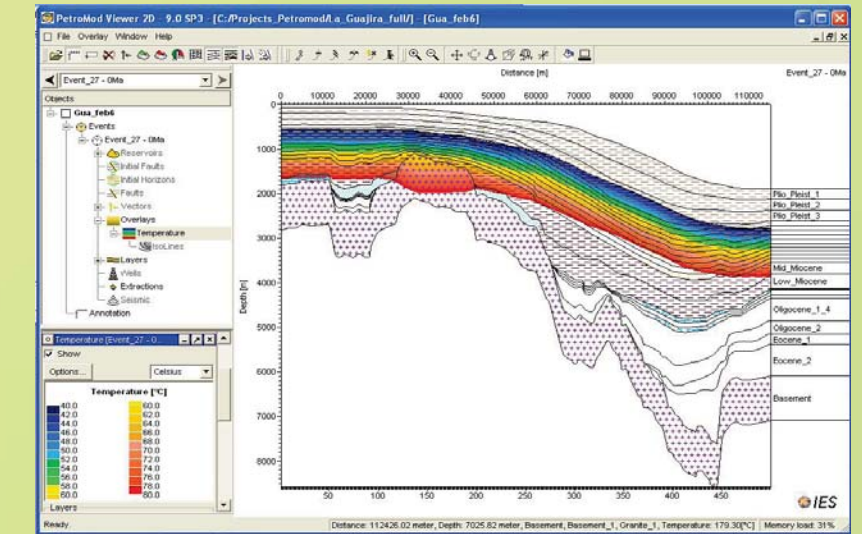 PetroMod Viewer 2D - 9.0 SP3 - [C:/Projects_Petromod/La_Guajira_full/] - [Gua_feb6]
File Overlay Window Help
Event_27 - 0Ma
Objects
Gua_feb6
Events
Event_27 - 0Ma
Reservoirs
Initial Faults
Initial Horizons
Faults
Vectors
Overlays
Temperature
IsoLines
Layers
Wells
Extractions
Seismic
Annotation
Temperature [Event_27 - 0...
Show
Options...
Celsius
Temperature [°C]
40.0 60.0
42.0 62.0
44.0 64.0
46.0 66.0
48.0 68.0
50.0 70.0
52.0 72.0
54.0 74.0
56.0 76.0
58.0 78.0
60.0 80.0
Layers
Distance [m]
Event_27 - 0Ma
0 10000 20000 30000 40000 50000 60000 70000 80000 90000 100000 110000
Depth [m]
0
1000
2000
3000
4000
5000
6000
7000
8000
Plio_Pleist_1
Plio_Pleist_2
Plio_Pleist_3
Mid_Miocene
Low_Miocene
Oligocene_1_4
Oligocene_2
Eocene_1
Eocene_2
Basement
50 100 150 200 250 300 350 400 450
IES
Ready.
Distance: 112426.02 meter, Depth: 7025.82 meter, Basement, Basement_1, Granite_1, Temperature: 179.30[°C]
Memory load: 31%